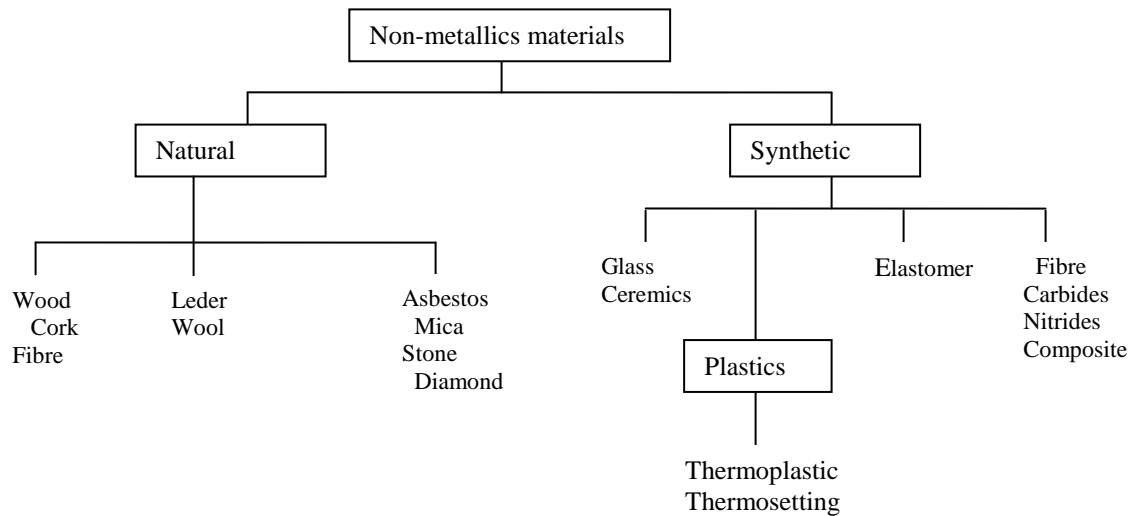 Non-metallics materials
Natural
Synthetic
Wood
Cork
Fibre
Leder
Wool
Asbestos
Mica
Stone
Diamond
Glass
Ceremics
Plastics
Thermoplastic
Thermosetting
Elastomer
Fibre
Carbides
Nitrides
Composite